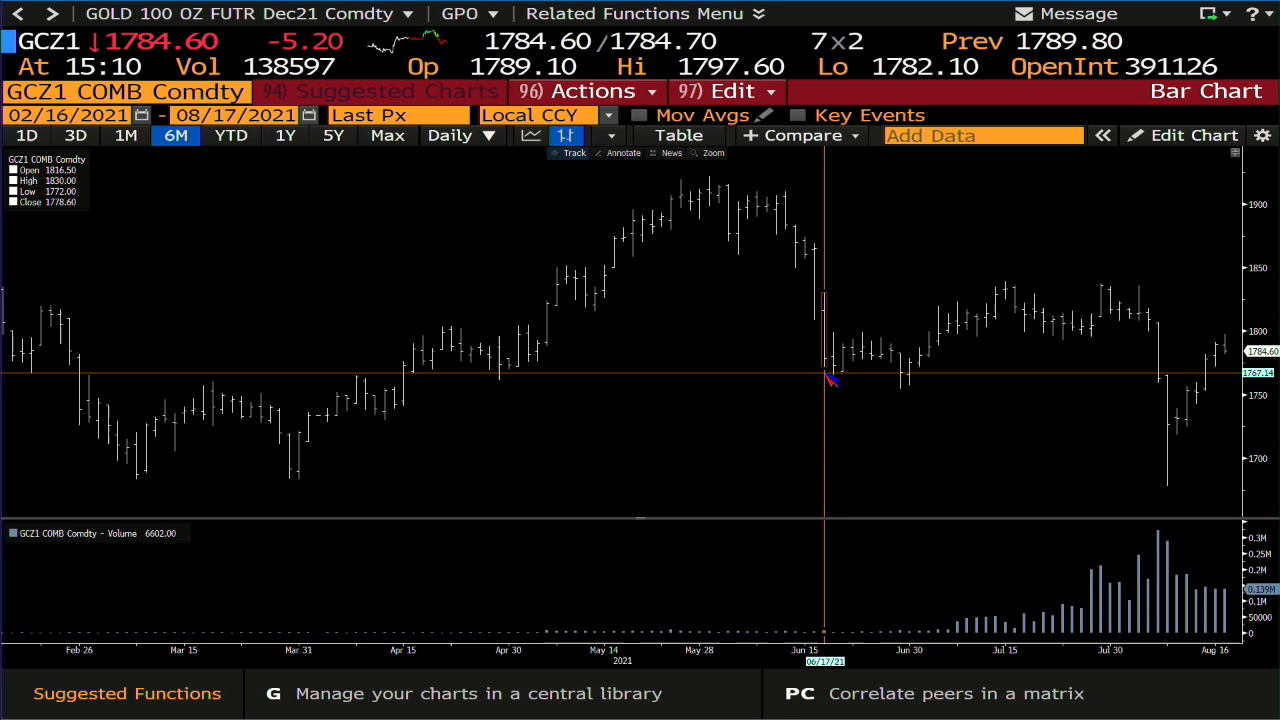 GOLD 100 OZ FUTR Dec21 Comdty GPO Related Functions Menu Message ?
GCZ1 ↓1784.60 -5.20 1784.60/1784.70 7×2 Prev 1789.80
At 15:10 Vol 138597 Op 1789.10 Hi 1797.60 Lo 1782.10 OpenInt 391126
GCZ1 COMB Comdty 94) Suggested Charts 96) Actions 97) Edit Bar Chart
02/16/2021 - 08/17/2021 Last Px Local CCY Mov Avgs Key Events
1D 3D 1M 6M YTD 1Y 5Y Max Daily ▼ Table + Compare Add Data « Edit Chart
Track Annotate News Zoom
GCZ1 COMB Comdty
Open 1816.50
High 1830.00
Low 1772.00
Close 1778.60
1900
1850
1800
1784.60
1767.14
1750
1700
GCZ1 COMB Comdty - Volume 6602.00
0.3M
0.25M
0.2M
0.139M
0.1M
50000
0
Feb 26 Mar 15 Mar 31 Apr 15 Apr 30 May 14 May 28 Jun 15 Jun 30 Jul 15 Jul 30 Aug 16
2021 06/17/21
Suggested Functions G Manage your charts in a central library PC Correlate peers in a matrix